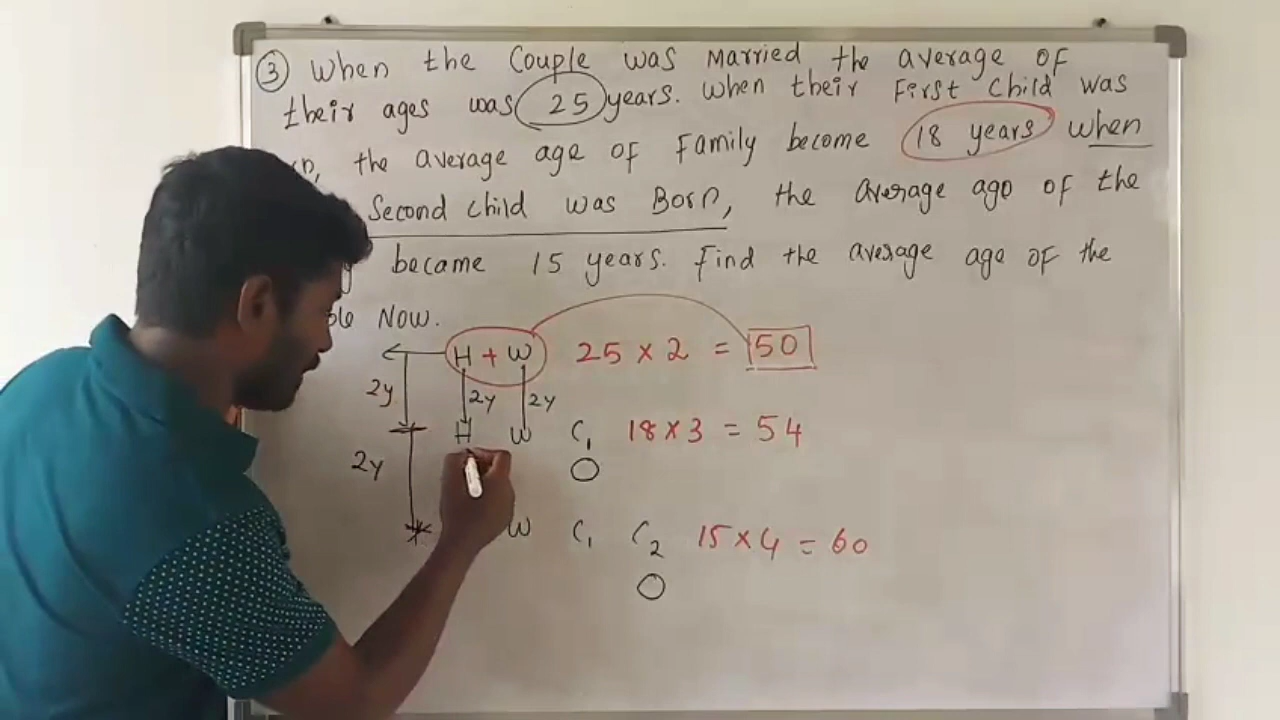 ③ When the Couple was Married the average of
their ages was 25 years. When their First Child was
the average age of Family become 18 years when
Second child was Born, the average ago of the
became 15 years. Find the average age of the
Now.
H + W 25 × 2 = 50
2y 2y 2y
H W C₁ 18 × 3 = 54
2y O
W C₁ C₂ 15 × 4 = 60
O